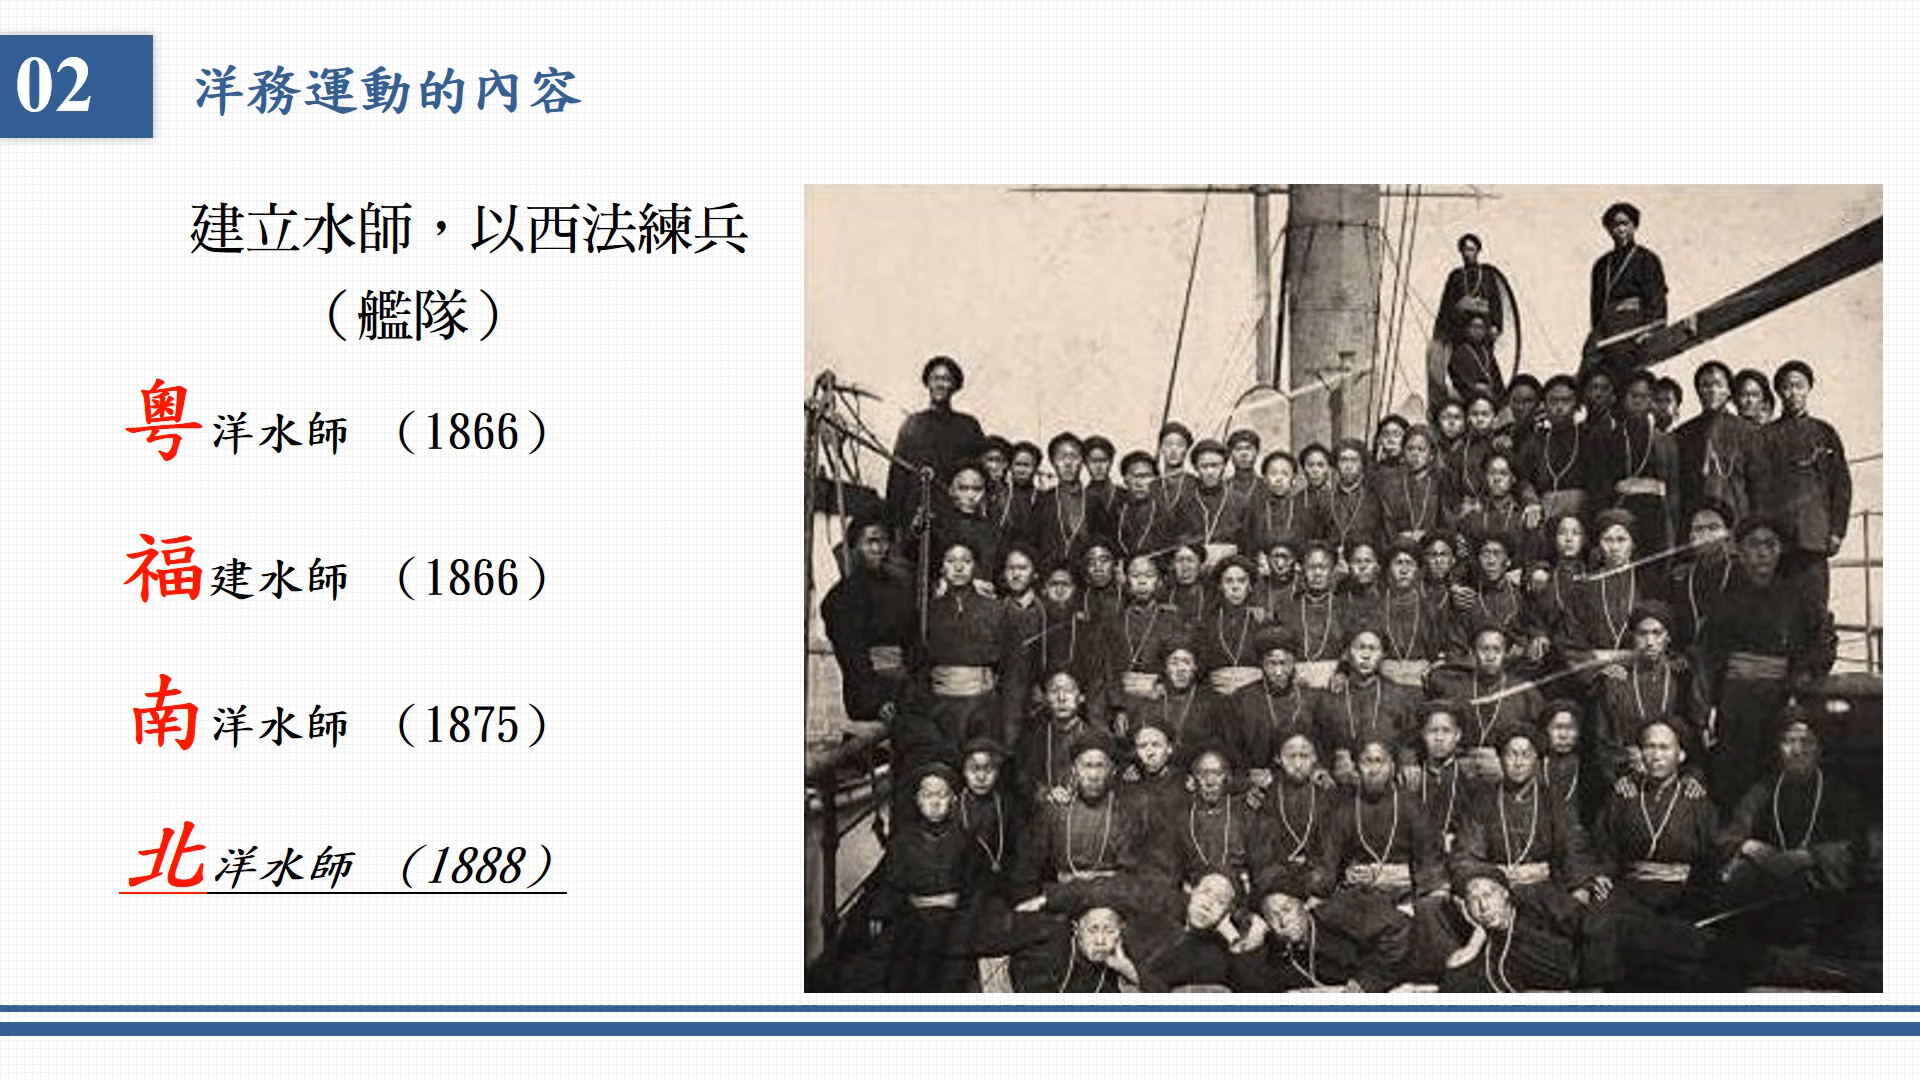 02
洋務運動的內容
建立水師，以西法練兵
（艦隊）
粵洋水師 （1866）
福建水師 （1866）
南洋水師 （1875）
北洋水師 （1888）